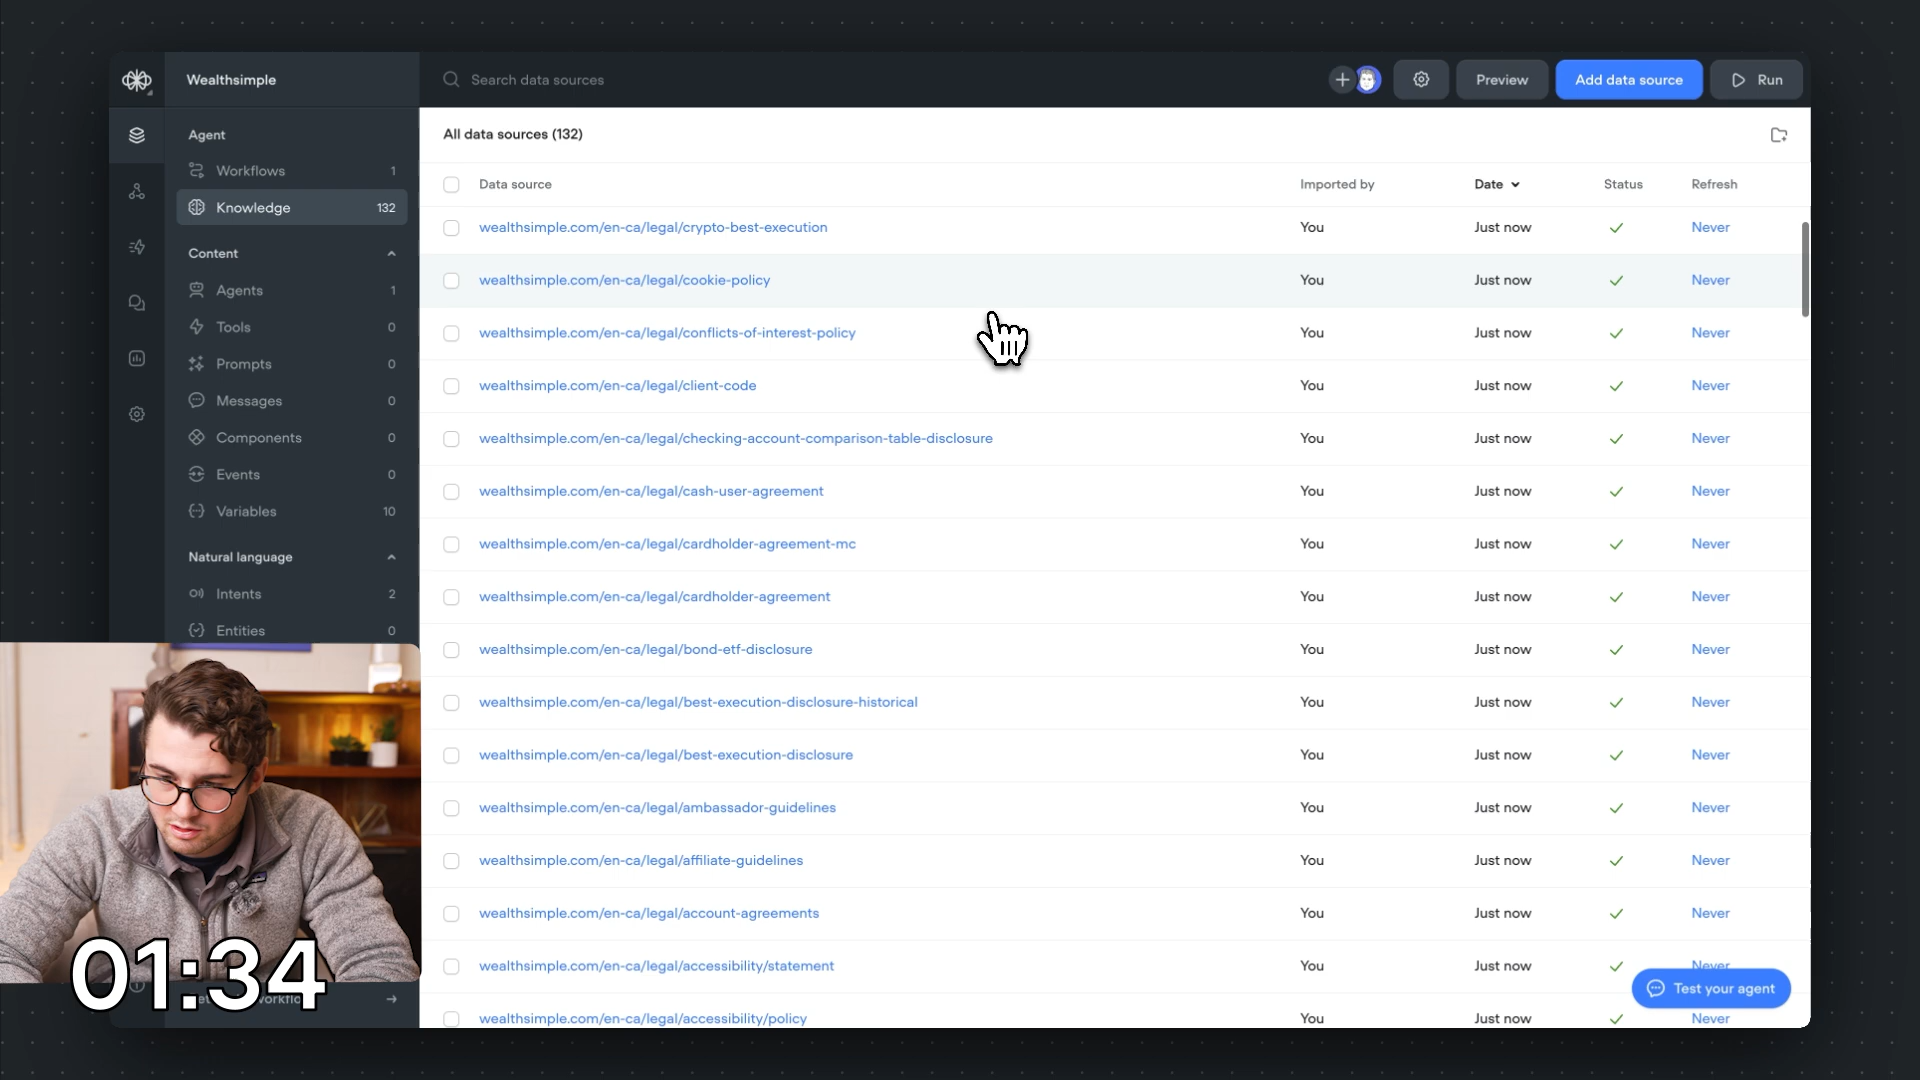 Wealthsimple
Search data sources
Preview
Add data source
Run
Agent
Workflows 1
Knowledge 132
Content
Agents 1
Tools 0
Prompts 0
Messages 0
Components 0
Events 0
Variables 10
Natural language
Intents 2
Entities 0
All data sources (132)
Data source Imported by Date Status Refresh
wealthsimple.com/en-ca/legal/crypto-best-execution You Just now Never
wealthsimple.com/en-ca/legal/cookie-policy You Just now Never
wealthsimple.com/en-ca/legal/conflicts-of-interest-policy You Just now Never
wealthsimple.com/en-ca/legal/client-code You Just now Never
wealthsimple.com/en-ca/legal/checking-account-comparison-table-disclosure You Just now Never
wealthsimple.com/en-ca/legal/cash-user-agreement You Just now Never
wealthsimple.com/en-ca/legal/cardholder-agreement-mc You Just now Never
wealthsimple.com/en-ca/legal/cardholder-agreement You Just now Never
wealthsimple.com/en-ca/legal/bond-etf-disclosure You Just now Never
wealthsimple.com/en-ca/legal/best-execution-disclosure-historical You Just now Never
wealthsimple.com/en-ca/legal/best-execution-disclosure You Just now Never
wealthsimple.com/en-ca/legal/ambassador-guidelines You Just now Never
wealthsimple.com/en-ca/legal/affiliate-guidelines You Just now Never
wealthsimple.com/en-ca/legal/account-agreements You Just now Never
wealthsimple.com/en-ca/legal/accessibility/statement You Just now Never
wealthsimple.com/en-ca/legal/accessibility/policy You Just now Never
Test your agent
01:34